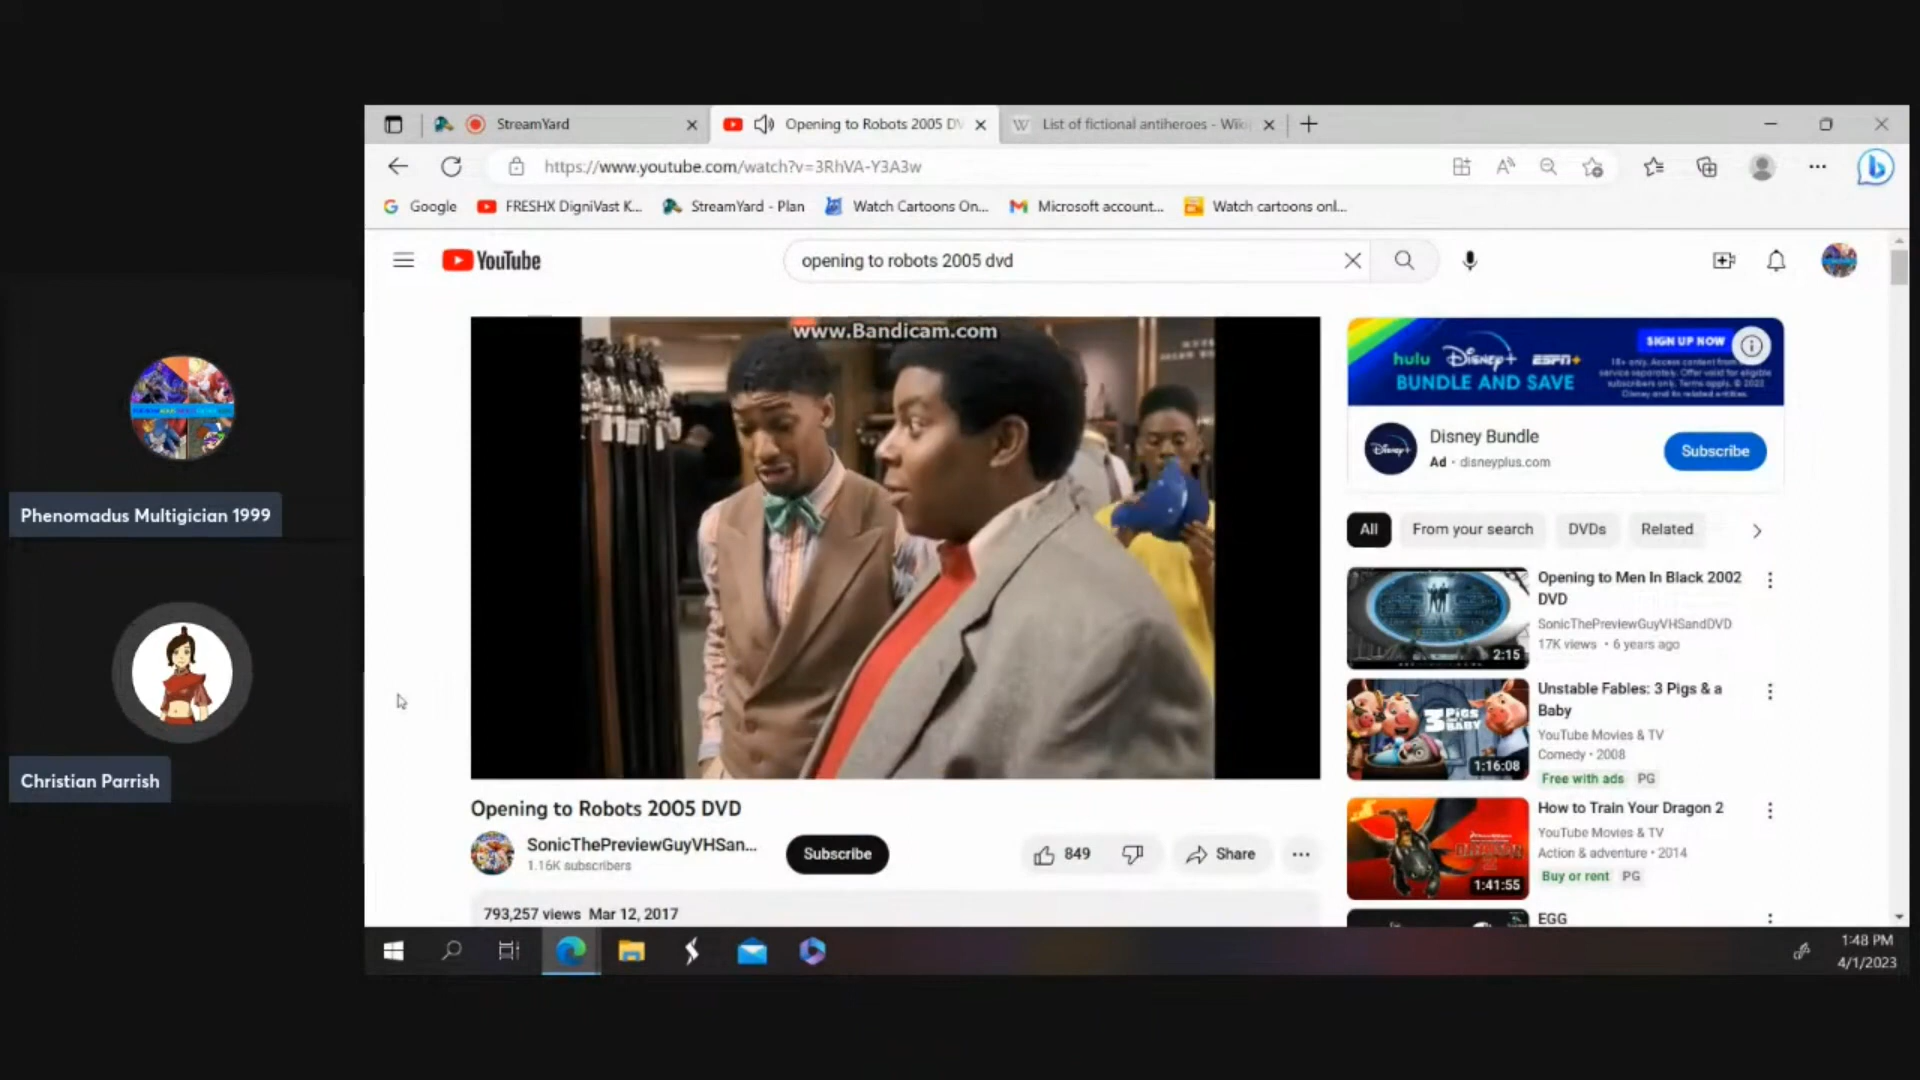 StreamYard
Opening to Robots 2005 DV
List of fictional antiheroes - Wiki
https://www.youtube.com/watch?v=3RhVA-Y3A3w
Google
FRESHX DigniVast K...
StreamYard - Plan
Watch Cartoons On...
Microsoft account...
Watch cartoons onl...
YouTube
opening to robots 2005 dvd
www.Bandicam.com
hulu Disney+ ESPN+
BUNDLE AND SAVE
SIGN UP NOW
Disney+
Disney Bundle
Ad · disneyplus.com
Subscribe
All
From your search
DVDs
Related
Opening to Men In Black 2002
DVD
SonicThePreviewGuyVHSandDVD
17K views · 6 years ago
2:15
Unstable Fables: 3 Pigs & a
Baby
YouTube Movies & TV
Comedy · 2008
Free with ads PG
3 PIGS
BABY
1:16:08
How to Train Your Dragon 2
YouTube Movies & TV
Action & adventure · 2014
Buy or rent PG
1:41:55
EGG
Opening to Robots 2005 DVD
SonicThePreviewGuyVHSan...
1.16K subscribers
Subscribe
849
Share
793,257 views Mar 12, 2017
Phenomadus Multigician 1999
Christian Parrish
1:48 PM
4/1/2023